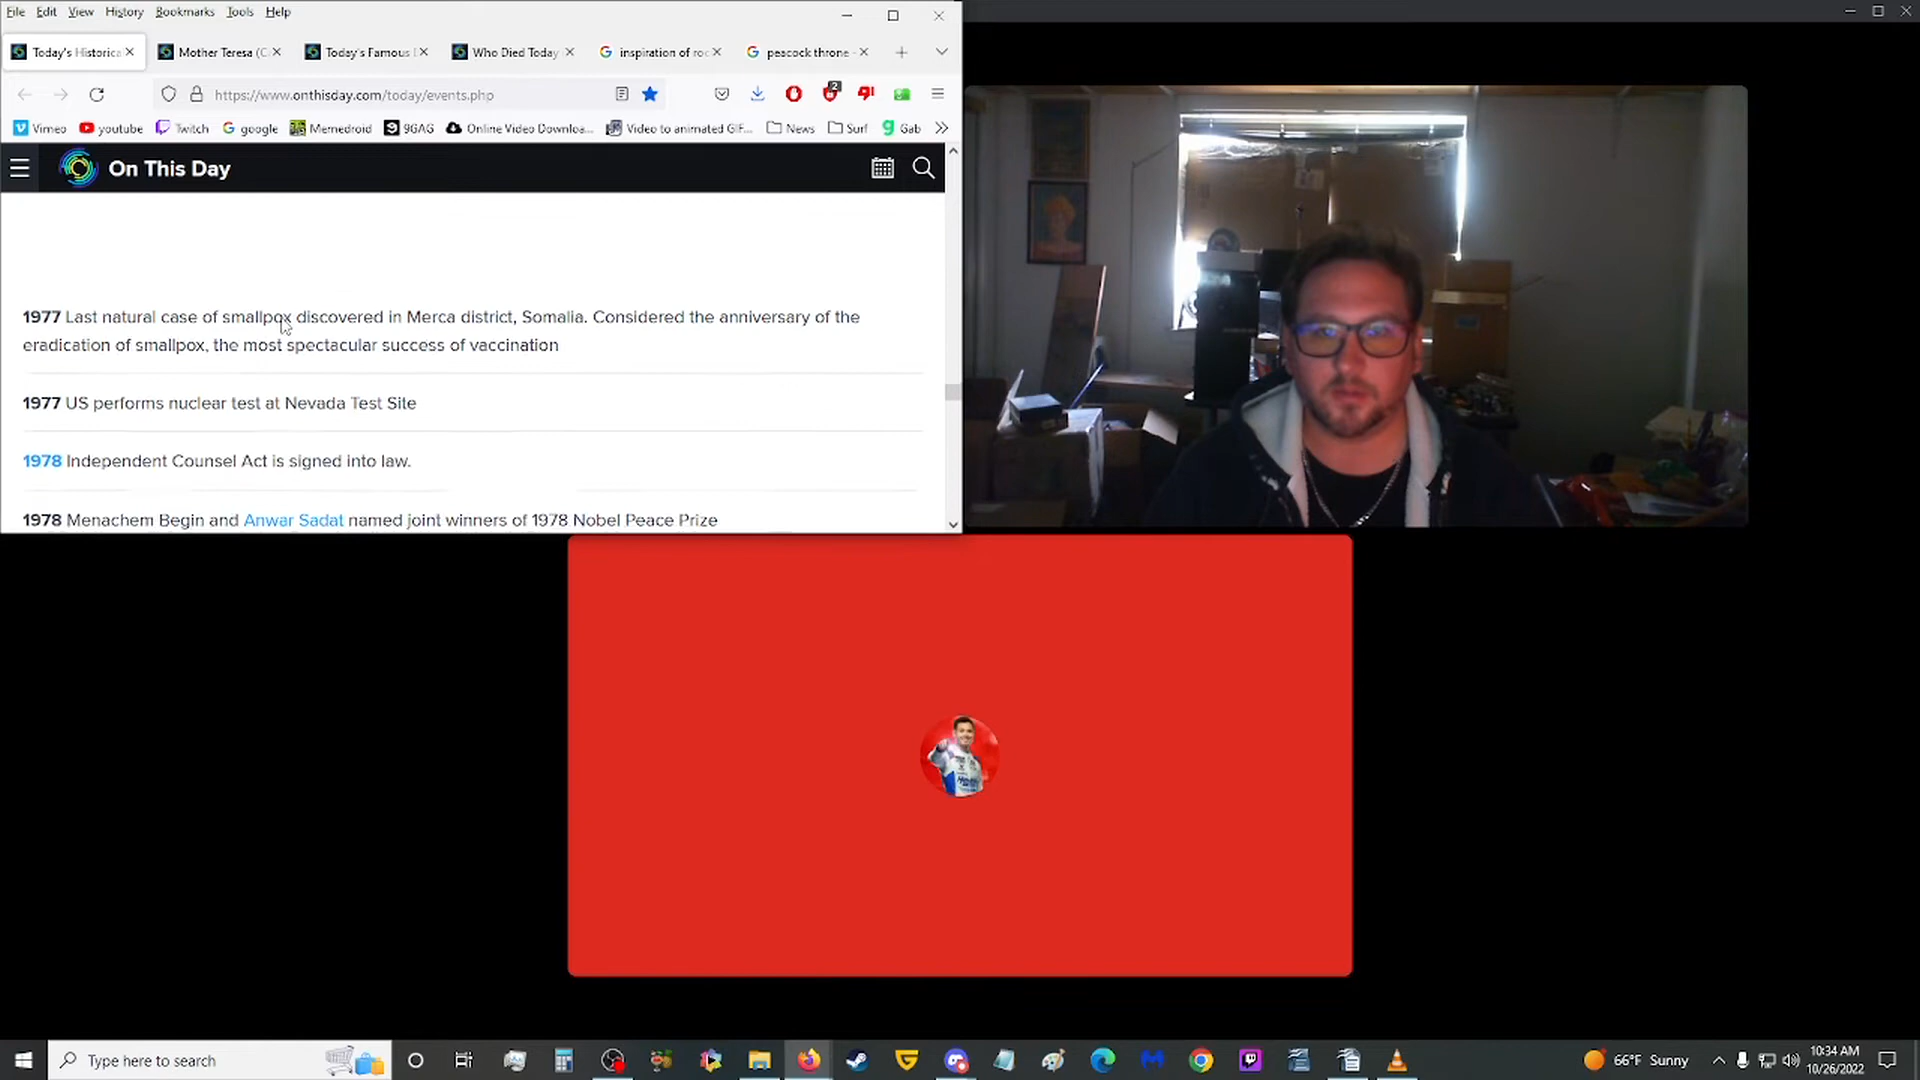 File Edit View History Bookmarks Tools Help
Today's Historica
Mother Teresa (C
Today's Famous
Who Died Today
inspiration of roc
peacock throne -
https://www.onthisday.com/today/events.php
2
Vimeo youtube Twitch google Memedroid 9GAG Online Video Downloa... Video to animated GIF... News Surf Gab
On This Day
1977 Last natural case of smallpox discovered in Merca district, Somalia. Considered the anniversary of the
eradication of smallpox, the most spectacular success of vaccination
1977 US performs nuclear test at Nevada Test Site
1978 Independent Counsel Act is signed into law.
1978 Menachem Begin and Anwar Sadat named joint winners of 1978 Nobel Peace Prize
Type here to search
66°F Sunny
10:34 AM
10/26/2022